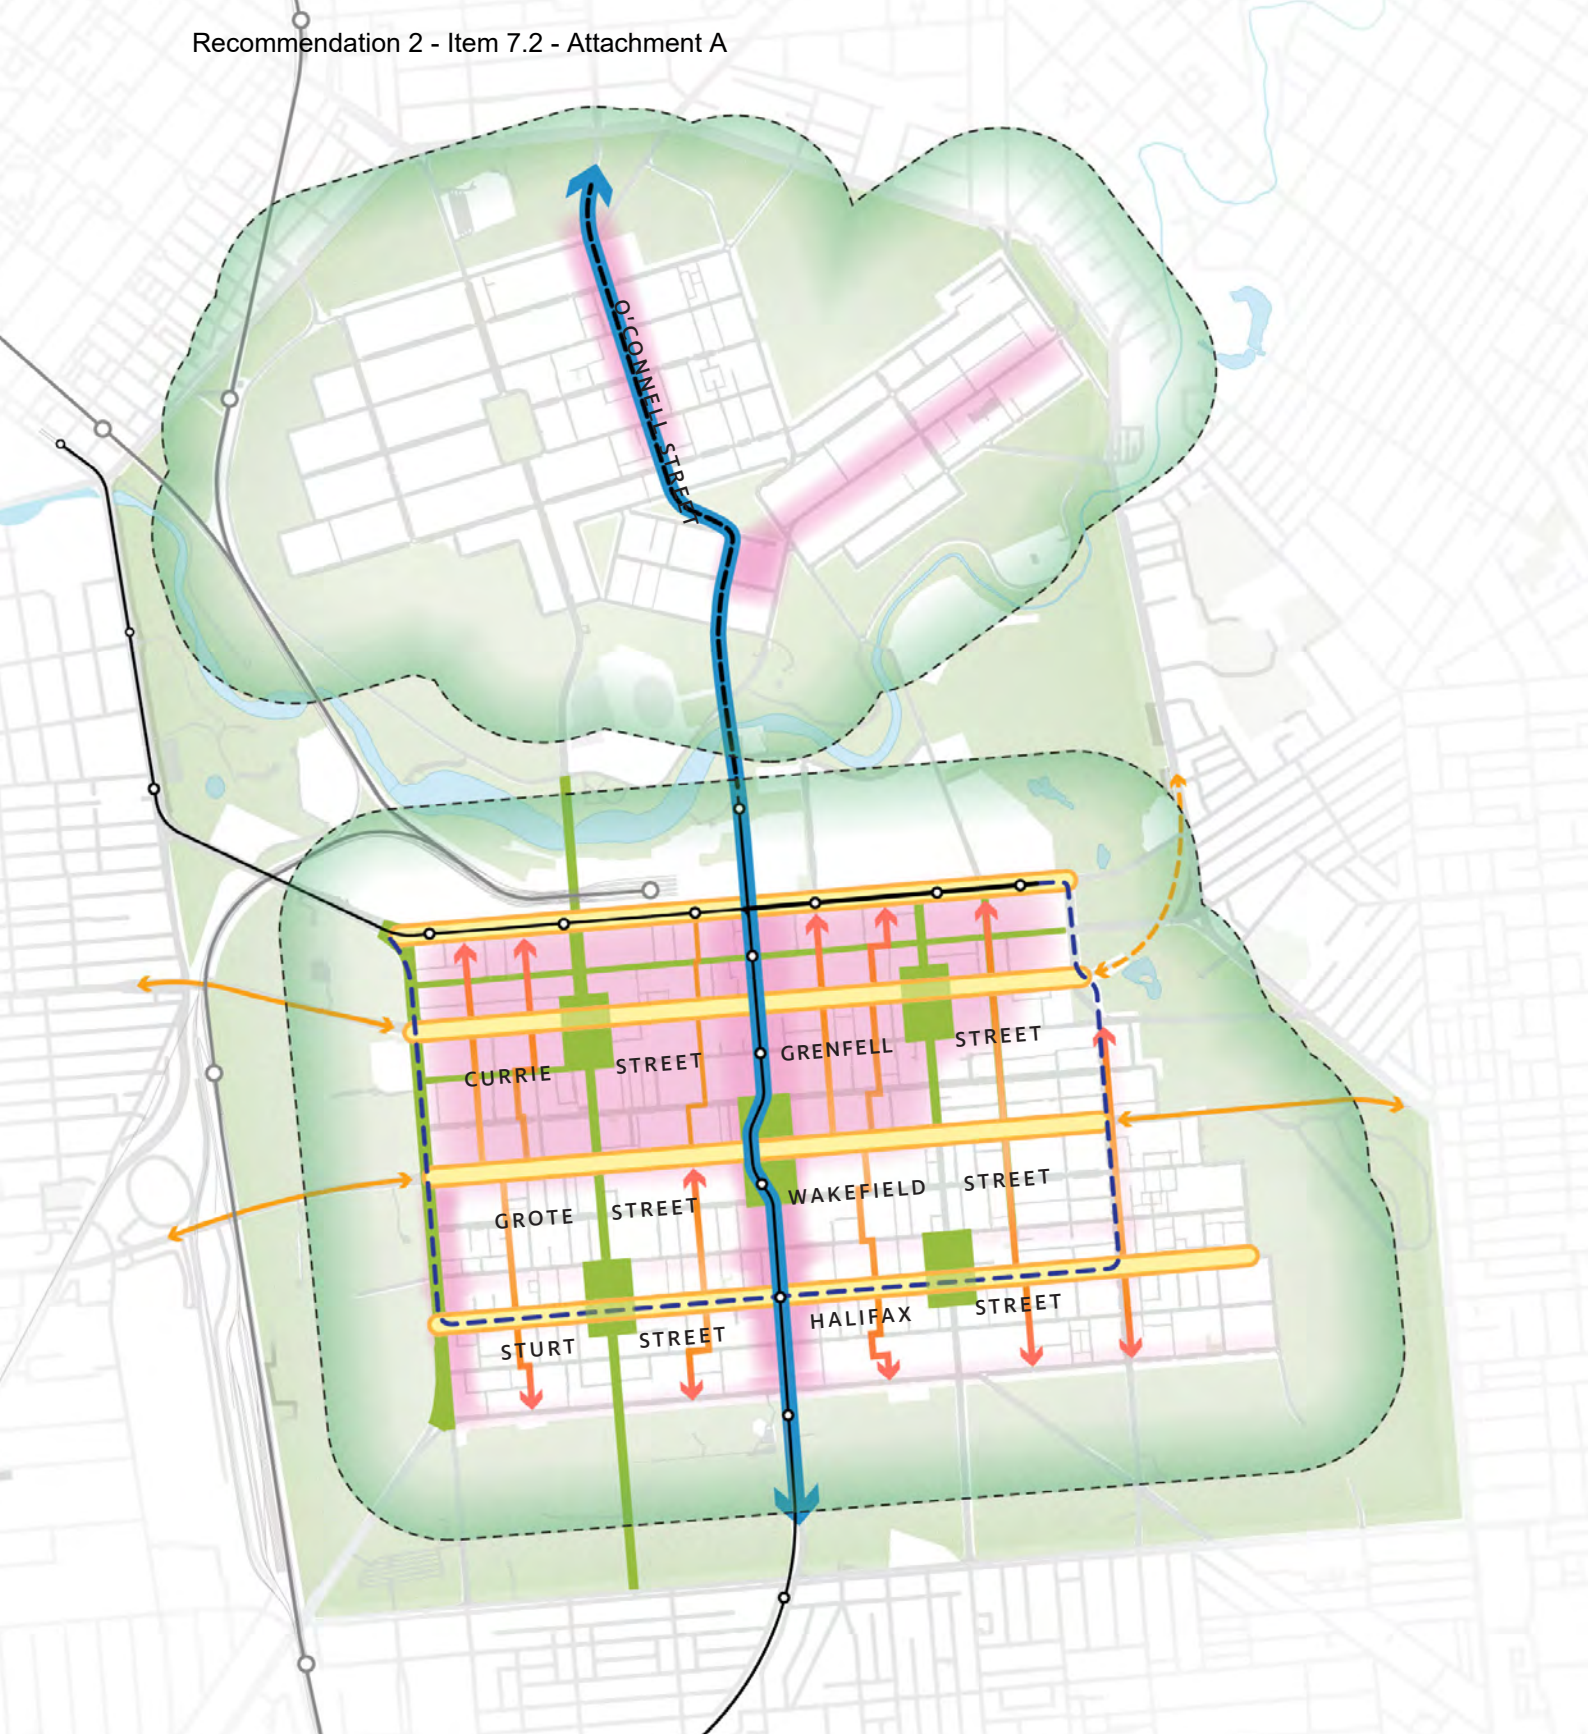 Recommendation 2 - Item 7.2 - Attachment A
O'CONNELL STREET
CURRIE STREET GRENFELL STREET
GROTE STREET WAKEFIELD STREET
STURT STREET HALIFAX STREET